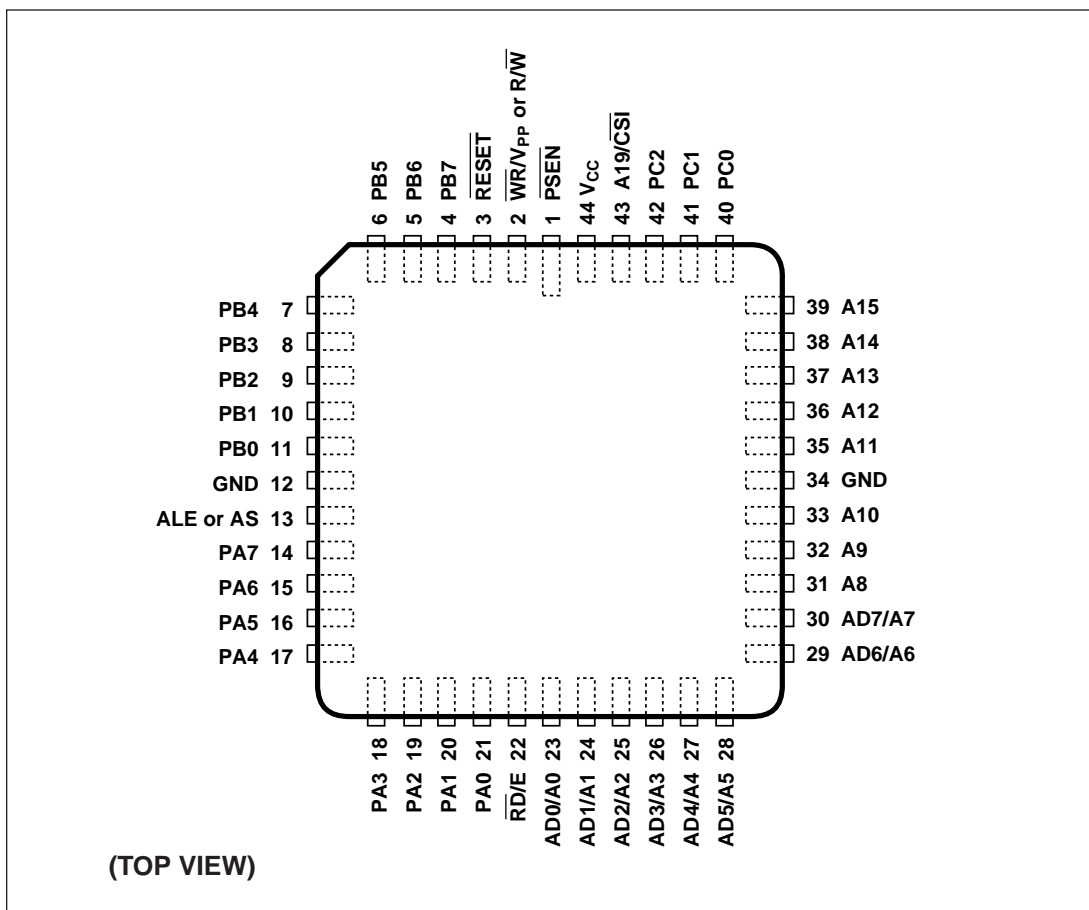 6 PB5
5 PB6
4 PB7
3 R̅E̅S̅E̅T̅
2 W̅R̅/VPP or R/W̅
1 P̅S̅E̅N̅
44 VCC
43 A19/C̅S̅I̅
42 PC2
41 PC1
40 PC0
PB4 7
PB3 8
PB2 9
PB1 10
PB0 11
GND 12
ALE or AS 13
PA7 14
PA6 15
PA5 16
PA4 17
39 A15
38 A14
37 A13
36 A12
35 A11
34 GND
33 A10
32 A9
31 A8
30 AD7/A7
29 AD6/A6
PA3 18
PA2 19
PA1 20
PA0 21
R̅D̅/E 22
AD0/A0 23
AD1/A1 24
AD2/A2 25
AD3/A3 26
AD4/A4 27
AD5/A5 28
(TOP VIEW)